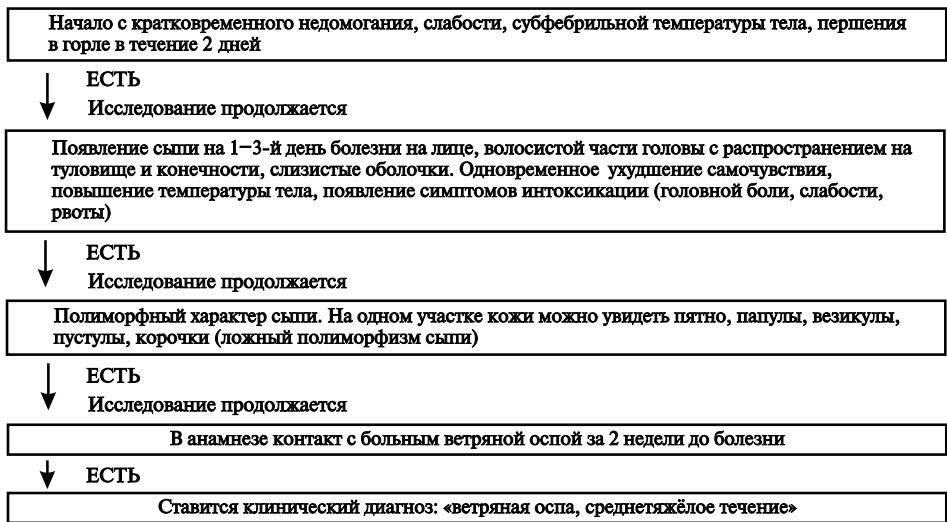 Начало с кратковременного недомогания, слабости, субфебрильной температуры тела, першения
в горле в течение 2 дней
ЕСТЬ
Исследование продолжается
Появление сыпи на 1−3-й день болезни на лице, волосистой части головы с распространением на
туловище и конечности, слизистые оболочки. Одновременное ухудшение самочувствия,
повышение температуры тела, появление симптомов интоксикации (головной боли, слабости,
рвоты)
ЕСТЬ
Исследование продолжается
Полиморфный характер сыпи. На одном участке кожи можно увидеть пятно, папулы, везикулы,
пустулы, корочки (ложный полиморфизм сыпи)
ЕСТЬ
Исследование продолжается
В анамнезе контакт с больным ветряной оспой за 2 недели до болезни
ЕСТЬ
Ставится клинический диагноз: «ветряная оспа, среднетяжёлое течение»